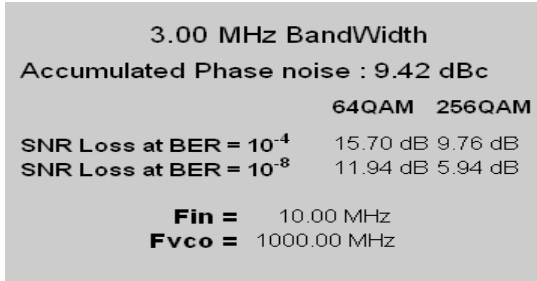 3.00 MHz BandWidth
Accumulated Phase noise : 9.42 dBc
64QAM 256QAM
SNR Loss at BER = 10⁻⁴ 15.70 dB 9.76 dB
SNR Loss at BER = 10⁻⁸ 11.94 dB 5.94 dB
Fin = 10.00 MHz
Fvco = 1000.00 MHz